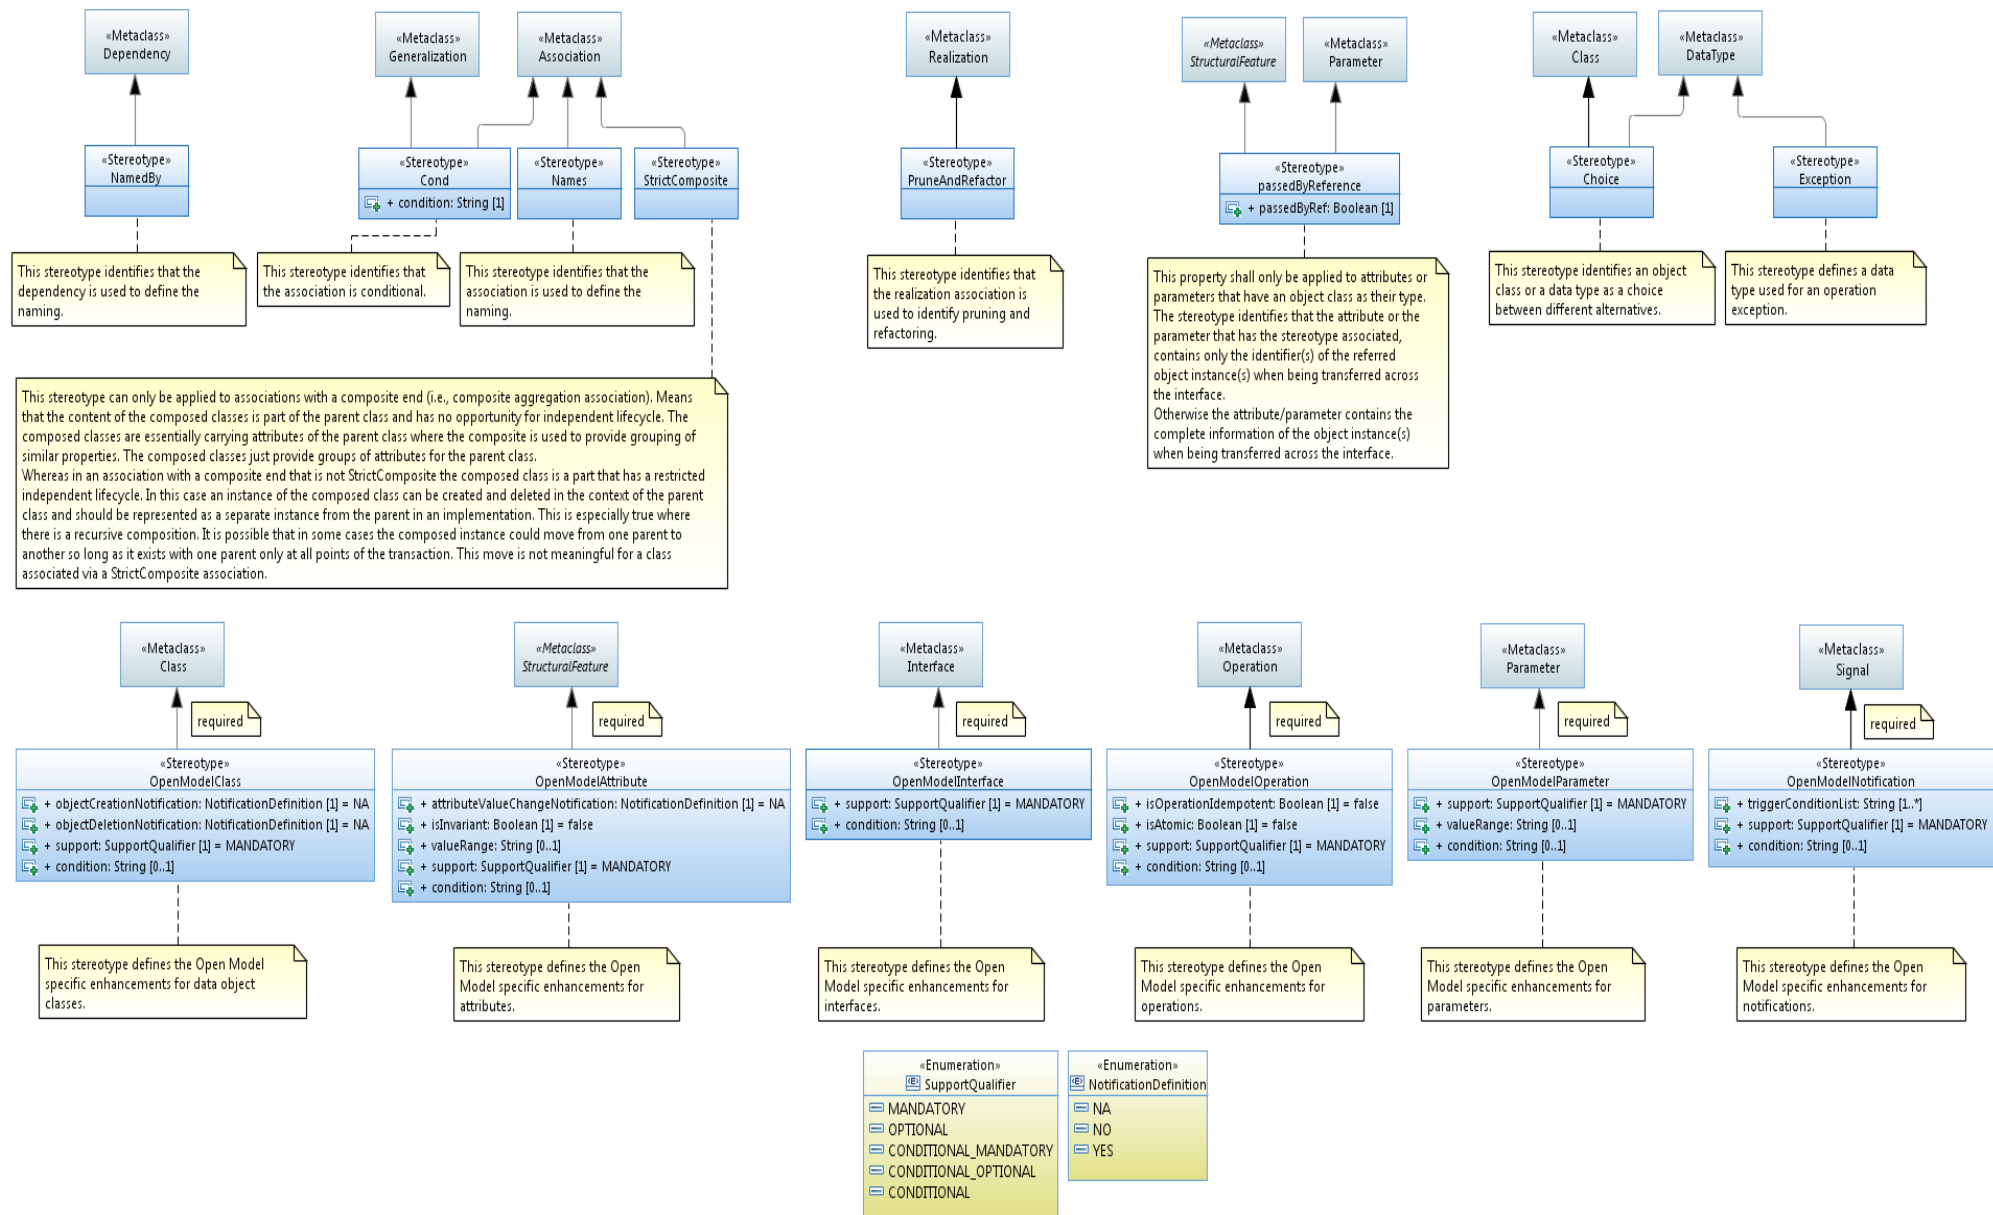 «Metaclass»
Dependency
«Metaclass»
Generalization
«Metaclass»
Association
«Metaclass»
Realization
«Metaclass»
StructuralFeature
«Metaclass»
Parameter
«Metaclass»
Class
«Metaclass»
DataType
«Stereotype»
NamedBy
«Stereotype»
Cond
+ condition: String [1]
«Stereotype»
Names
«Stereotype»
StrictComposite
«Stereotype»
PruneAndRefactor
«Stereotype»
passedByReference
+ passedByRef: Boolean [1]
«Stereotype»
Choice
«Stereotype»
Exception
This stereotype identifies that the
dependency is used to define the
naming.
This stereotype identifies that
the association is conditional.
This stereotype identifies that the
association is used to define the
naming.
This stereotype identifies that
the realization association is
used to identify pruning and
refactoring.
This property shall only be applied to attributes or
parameters that have an object class as their type.
The stereotype identifies that the attribute or the
parameter that has the stereotype associated,
contains only the identifier(s) of the referred
object instance(s) when being transferred across
the interface.
Otherwise the attribute/parameter contains the
complete information of the object instance(s)
when being transferred across the interface.
This stereotype identifies an object
class or a data type as a choice
between different alternatives.
This stereotype defines a data
type used for an operation
exception.
This stereotype can only be applied to associations with a composite end (i.e., composite aggregation association). Means
that the content of the composed classes is part of the parent class and has no opportunity for independent lifecycle. The
composed classes are essentially carrying attributes of the parent class where the composite is used to provide grouping of
similar properties. The composed classes just provide groups of attributes for the parent class.
Whereas in an association with a composite end that is not StrictComposite the composed class is a part that has a restricted
independent lifecycle. In this case an instance of the composed class can be created and deleted in the context of the parent
class and should be represented as a separate instance from the parent in an implementation. This is especially true where
there is a recursive composition. It is possible that in some cases the composed instance could move from one parent to
another so long as it exists with one parent only at all points of the transaction. This move is not meaningful for a class
associated via a StrictComposite association.
«Metaclass»
Class
required
«Stereotype»
OpenModelClass
+ objectCreationNotification: NotificationDefinition [1] = NA
+ objectDeletionNotification: NotificationDefinition [1] = NA
+ support: SupportQualifier [1] = MANDATORY
+ condition: String [0..1]
This stereotype defines the Open Model
specific enhancements for data object
classes.
«Metaclass»
StructuralFeature
required
«Stereotype»
OpenModelAttribute
+ attributeValueChangeNotification: NotificationDefinition [1] = NA
+ isInvariant: Boolean [1] = false
+ valueRange: String [0..1]
+ support: SupportQualifier [1] = MANDATORY
+ condition: String [0..1]
This stereotype defines the Open
Model specific enhancements for
attributes.
«Metaclass»
Interface
required
«Stereotype»
OpenModelInterface
+ support: SupportQualifier [1] = MANDATORY
+ condition: String [0..1]
This stereotype defines the Open
Model specific enhancements for
interfaces.
«Metaclass»
Operation
required
«Stereotype»
OpenModelOperation
+ isOperationIdempotent: Boolean [1] = false
+ isAtomic: Boolean [1] = false
+ support: SupportQualifier [1] = MANDATORY
+ condition: String [0..1]
This stereotype defines the Open
Model specific enhancements for
operations.
«Metaclass»
Parameter
required
«Stereotype»
OpenModelParameter
+ support: SupportQualifier [1] = MANDATORY
+ valueRange: String [0..1]
+ condition: String [0..1]
This stereotype defines the Open
Model specific enhancements for
parameters.
«Metaclass»
Signal
required
«Stereotype»
OpenModelNotification
+ triggerConditionList: String [1..*]
+ support: SupportQualifier [1] = MANDATORY
+ condition: String [0..1]
This stereotype defines the Open
Model specific enhancements for
notifications.
«Enumeration»
SupportQualifier
MANDATORY
OPTIONAL
CONDITIONAL_MANDATORY
CONDITIONAL_OPTIONAL
CONDITIONAL
«Enumeration»
NotificationDefinition
NA
NO
YES